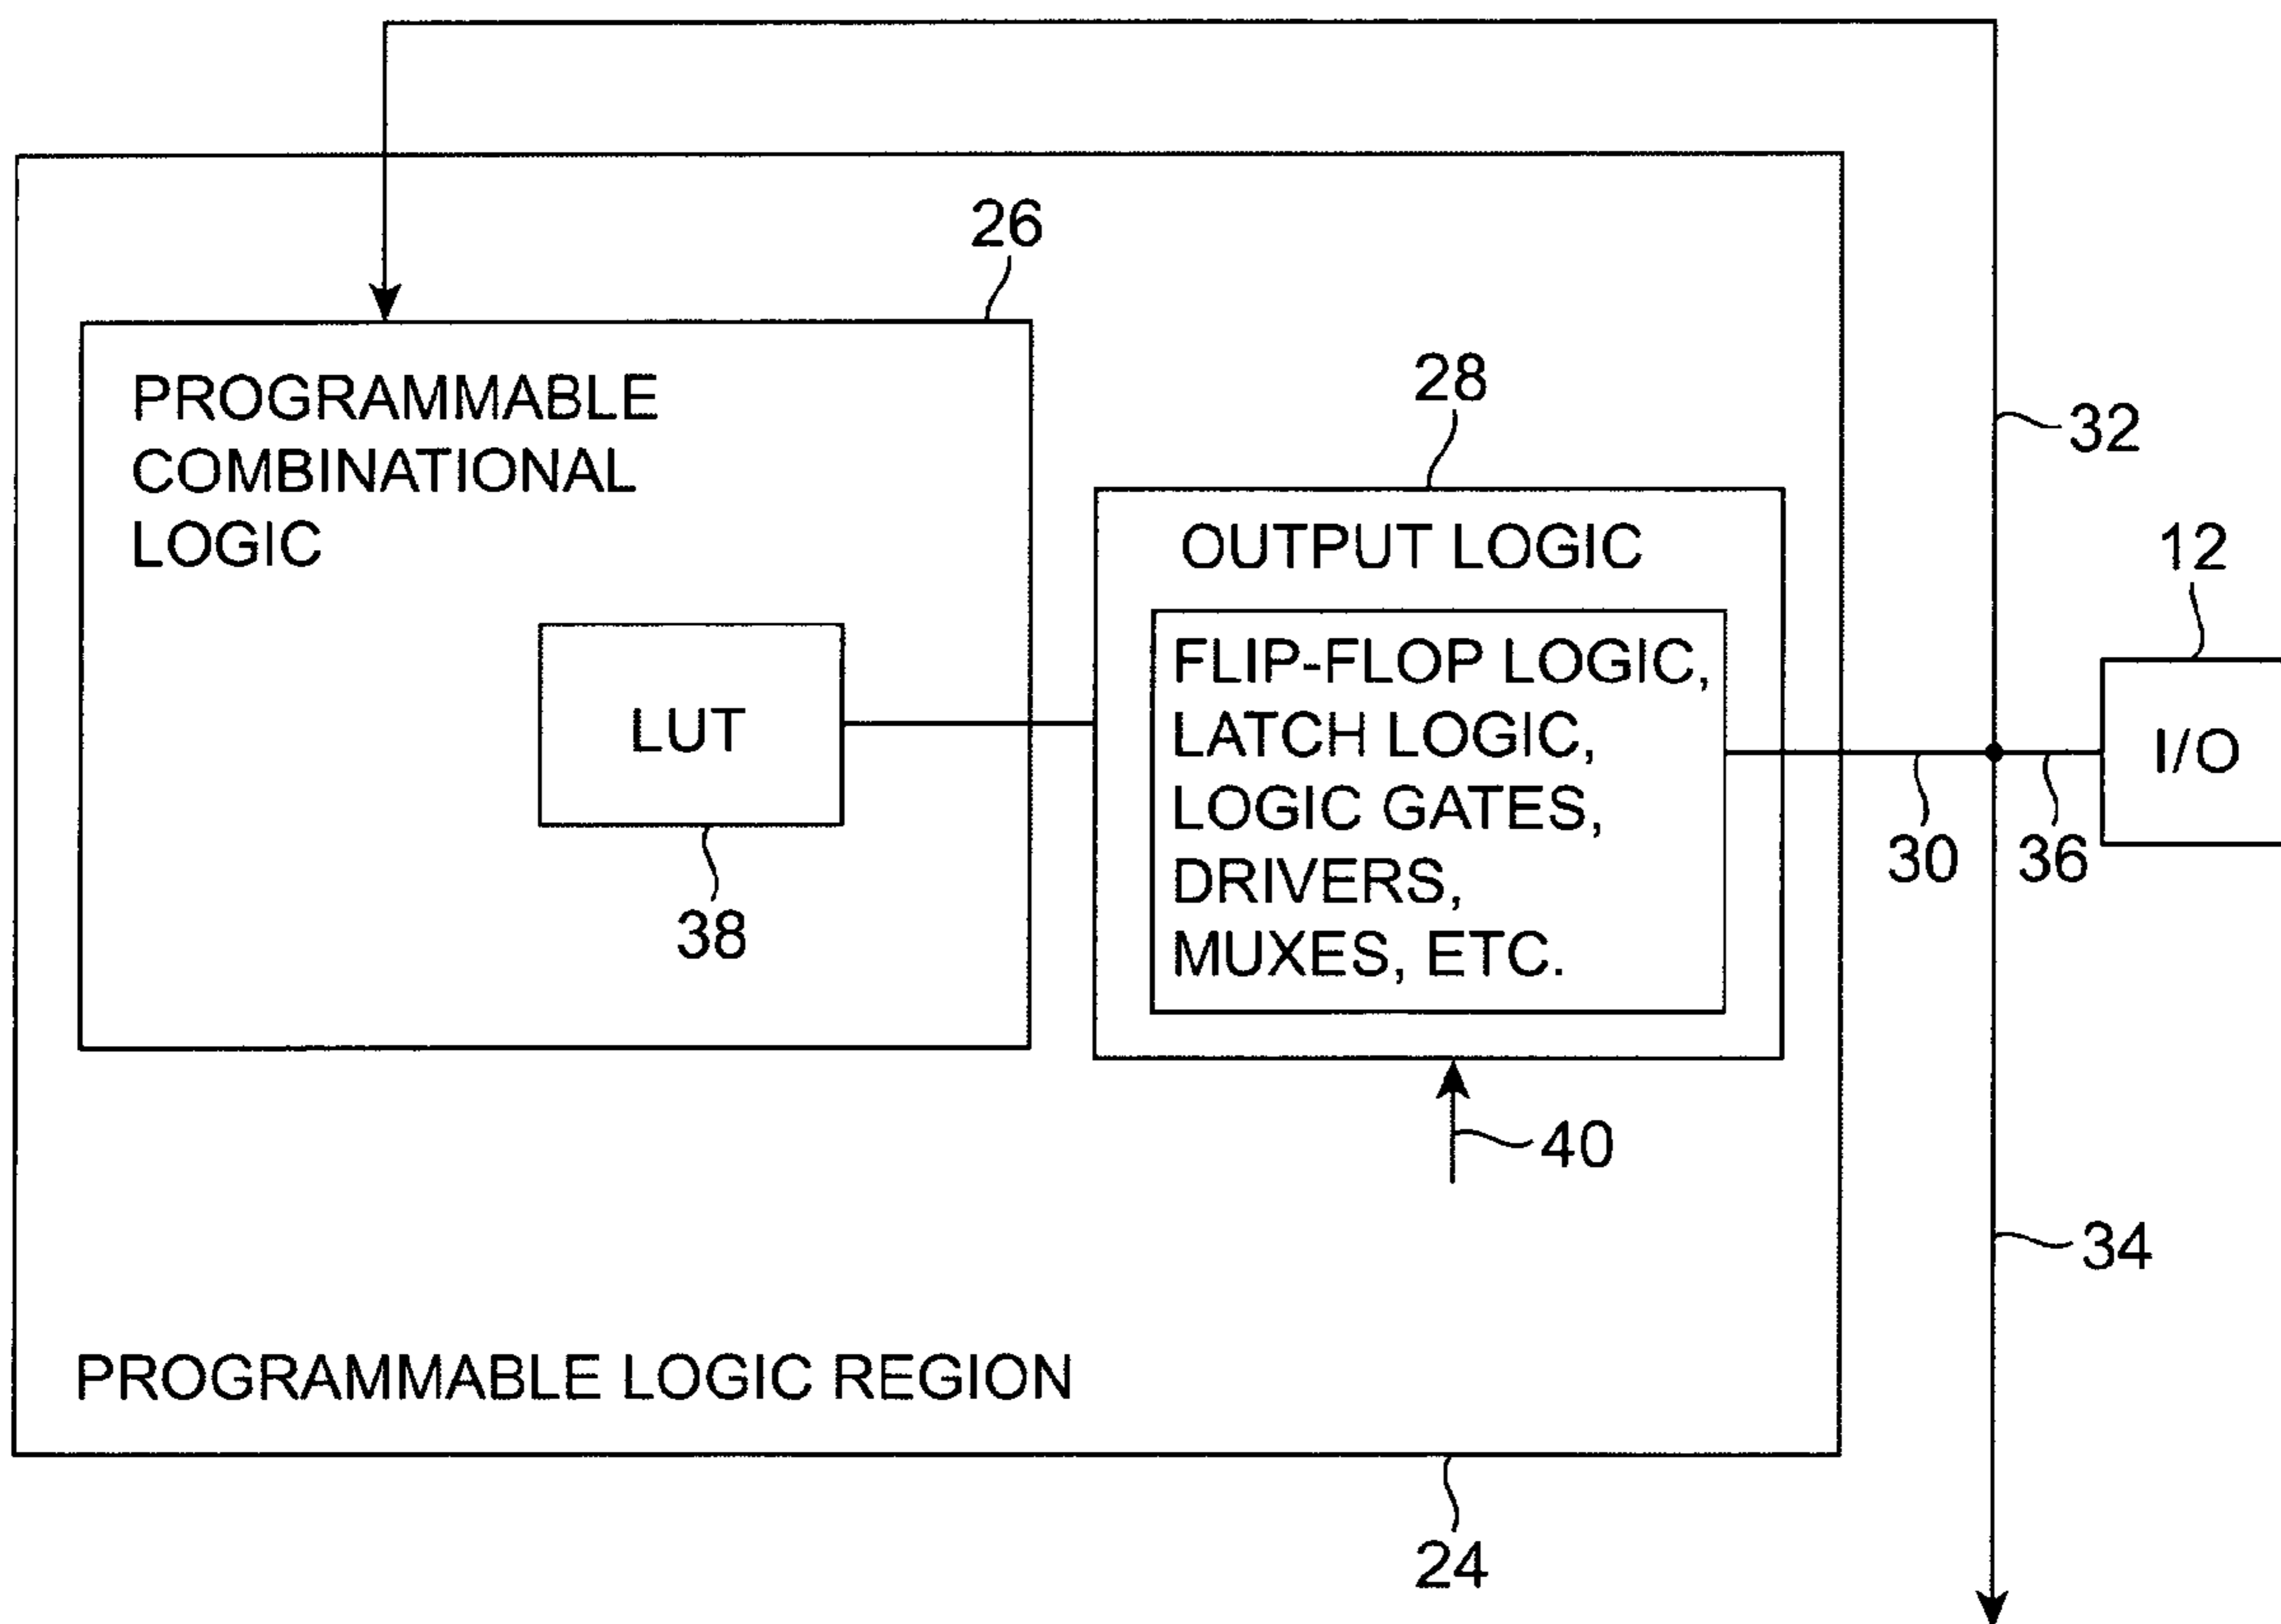 26
PROGRAMMABLE
COMBINATIONAL
LOGIC
28
32
OUTPUT LOGIC
12
FLIP-FLOP LOGIC,
LATCH LOGIC,
LOGIC GATES,
DRIVERS,
MUXES, ETC.
LUT
I/O
30
36
38
40
34
PROGRAMMABLE LOGIC REGION
24